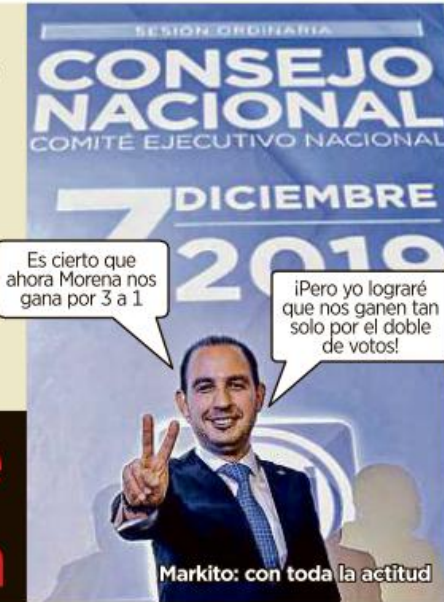 SESIÓN ORDINARIA
CONSEJO
NACIONAL
COMITÉ EJECUTIVO NACIONAL
7 DICIEMBRE
2019
Es cierto que
ahora Morena nos
gana por 3 a 1
¡Pero yo lograré
que nos ganen tan
solo por el doble
de votos!
Markito: con toda la actitud